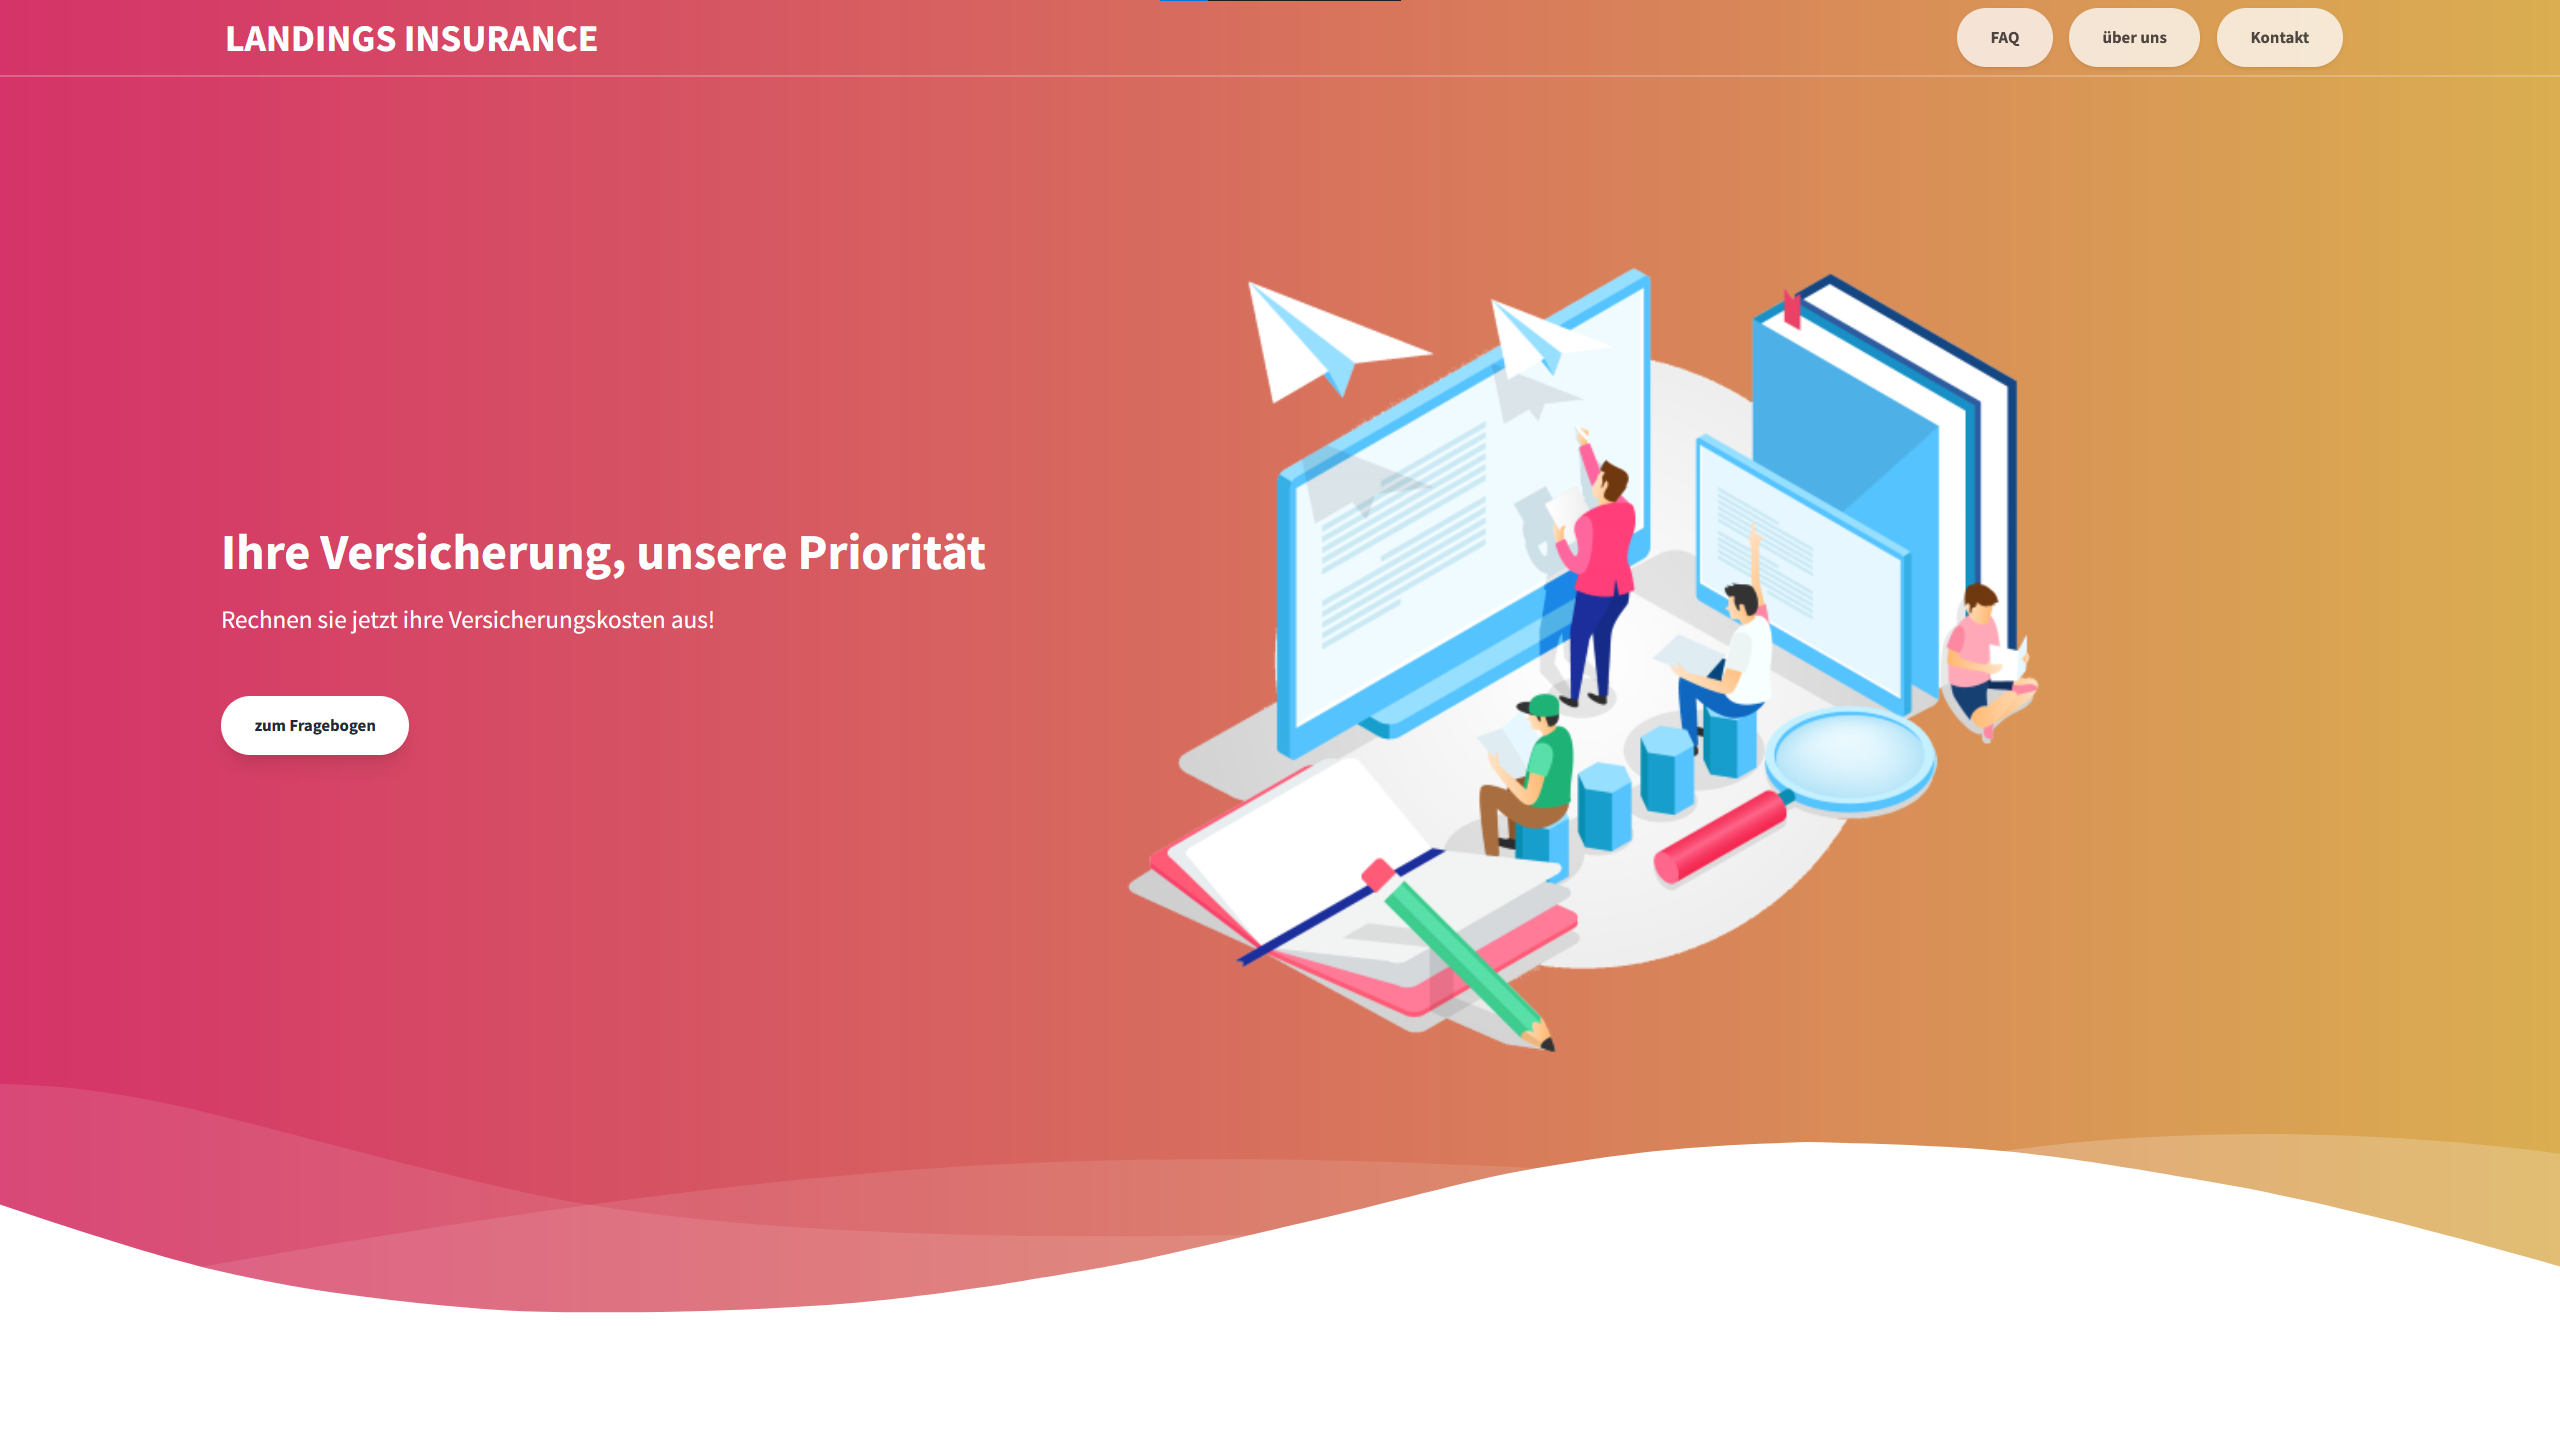 LANDINGS INSURANCE
FAQ
über uns
Kontakt
Ihre Versicherung, unsere Priorität
Rechnen sie jetzt ihre Versicherungskosten aus!
zum Fragebogen